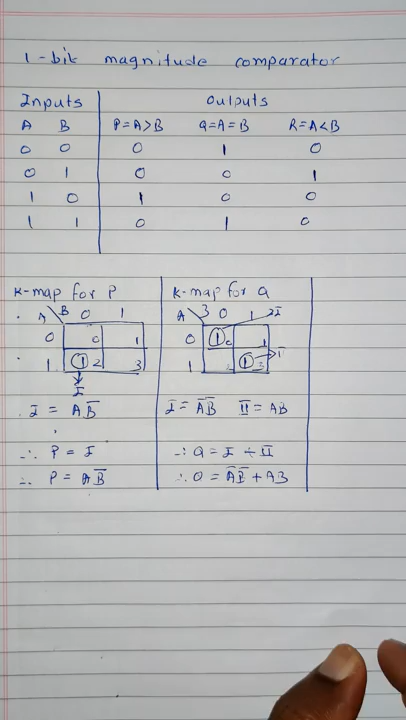 1-bit magnitude comparator
Inputs Outputs
A B P=A>B Q=A=B R=A<B
0 0 0 1 0
0 1 0 0 1
1 0 1 0 0
1 1 0 1 0
K-map for P
A B 0 1
0 0 1
1 1 2 3
I
I = AB̅
∴ P = I
∴ P = AB̅
K-map for Q
A B 0 1 I
0 1 0 1
1 2 1 3 II
I = A̅B̅ II = AB
∴ Q = I + II
∴ Q = A̅B̅ + AB